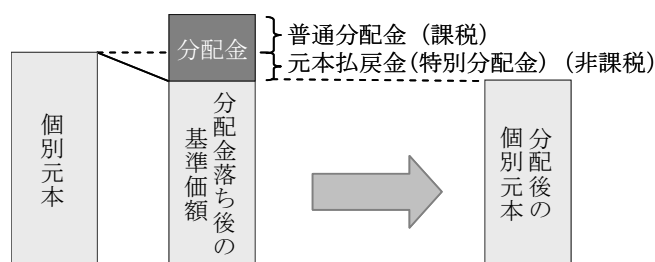 分配金
普通分配金（課税）
元本払戻金(特別分配金)（非課税）
個別元本
分配金落ち後の
基準価額
分配後の
個別元本